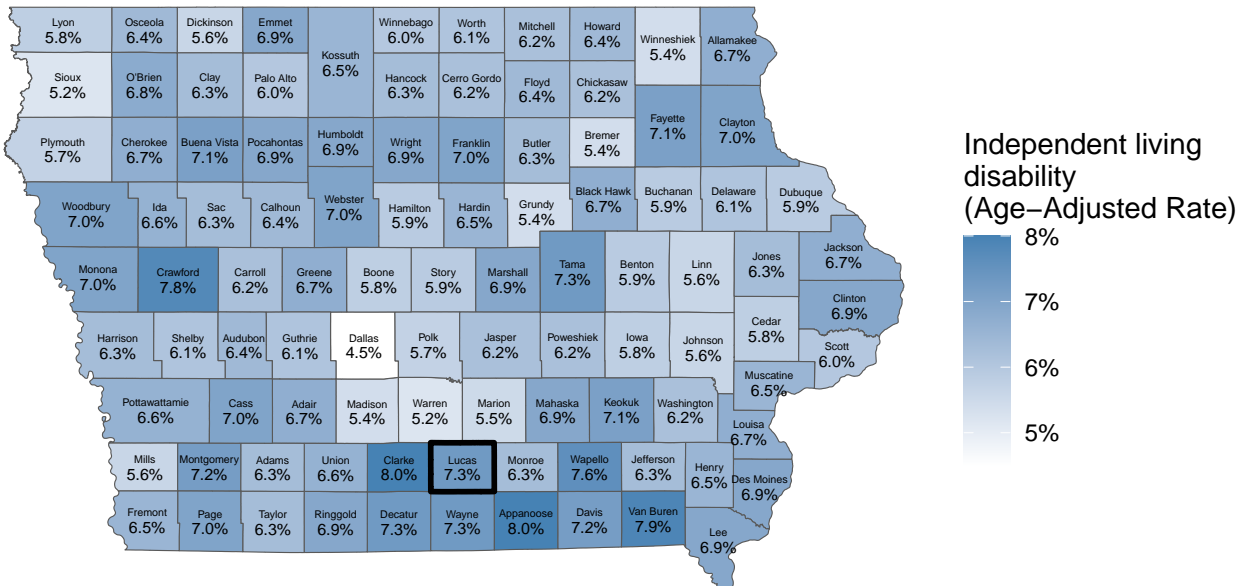 Lyon
5.8%
Osceola
6.4%
Dickinson
5.6%
Emmet
6.9%
Kossuth
6.5%
Winnebago
6.0%
Worth
6.1%
Mitchell
6.2%
Howard
6.4%
Winneshiek
5.4%
Allamakee
6.7%
Sioux
5.2%
O'Brien
6.8%
Clay
6.3%
Palo Alto
6.0%
Hancock
6.3%
Cerro Gordo
6.2%
Floyd
6.4%
Chickasaw
6.2%
Fayette
7.1%
Clayton
7.0%
Plymouth
5.7%
Cherokee
6.7%
Buena Vista
7.1%
Pocahontas
6.9%
Humboldt
6.9%
Wright
6.9%
Franklin
7.0%
Butler
6.3%
Bremer
5.4%
Woodbury
7.0%
Ida
6.6%
Sac
6.3%
Calhoun
6.4%
Webster
7.0%
Hamilton
5.9%
Hardin
6.5%
Grundy
5.4%
Black Hawk
6.7%
Buchanan
5.9%
Delaware
6.1%
Dubuque
5.9%
Monona
7.0%
Crawford
7.8%
Carroll
6.2%
Greene
6.7%
Boone
5.8%
Story
5.9%
Marshall
6.9%
Tama
7.3%
Benton
5.9%
Linn
5.6%
Jones
6.3%
Jackson
6.7%
Clinton
6.9%
Harrison
6.3%
Shelby
6.1%
Audubon
6.4%
Guthrie
6.1%
Dallas
4.5%
Polk
5.7%
Jasper
6.2%
Poweshiek
6.2%
Iowa
5.8%
Johnson
5.6%
Cedar
5.8%
Scott
6.0%
Muscatine
6.5%
Pottawattamie
6.6%
Cass
7.0%
Adair
6.7%
Madison
5.4%
Warren
5.2%
Marion
5.5%
Mahaska
6.9%
Keokuk
7.1%
Washington
6.2%
Louisa
6.7%
Mills
5.6%
Montgomery
7.2%
Adams
6.3%
Union
6.6%
Clarke
8.0%
Lucas
7.3%
Monroe
6.3%
Wapello
7.6%
Jefferson
6.3%
Henry
6.5%
Des Moines
6.9%
Fremont
6.5%
Page
7.0%
Taylor
6.3%
Ringgold
6.9%
Decatur
7.3%
Wayne
7.3%
Appanoose
8.0%
Davis
7.2%
Van Buren
7.9%
Lee
6.9%
Independent living
disability
(Age−Adjusted Rate)
8%
7%
6%
5%